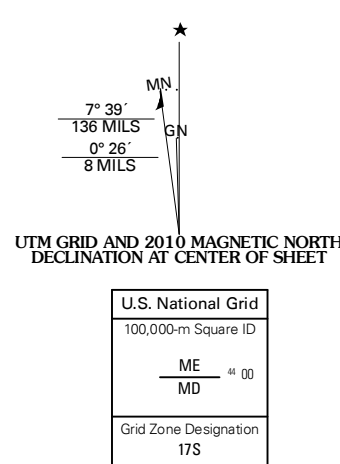 ★
MN
7° 39´
136 MILS
GN
0° 26´
8 MILS
UTM GRID AND 2010 MAGNETIC NORTH
DECLINATION AT CENTER OF SHEET
U.S. National Grid
100,000-m Square ID
ME
44 00
MD
Grid Zone Designation
17S